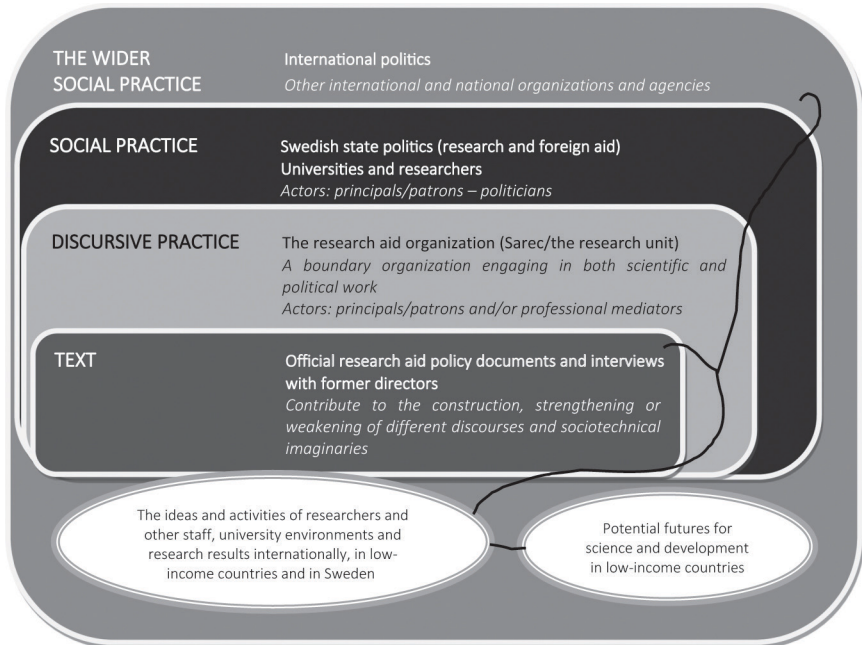 THE WIDER
SOCIAL PRACTICE
International politics
Other international and national organizations and agencies
SOCIAL PRACTICE
Swedish state politics (research and foreign aid)
Universities and researchers
Actors: principals/patrons – politicians
DISCURSIVE PRACTICE
The research aid organization (Sarec/the research unit)
A boundary organization engaging in both scientific and
political work
Actors: principals/patrons and/or professional mediators
TEXT
Official research aid policy documents and interviews
with former directors
Contribute to the construction, strengthening or
weakening of different discourses and sociotechnical
imaginaries
The ideas and activities of researchers and
other staff, university environments and
research results internationally, in low-
income countries and in Sweden
Potential futures for
science and development
in low-income countries